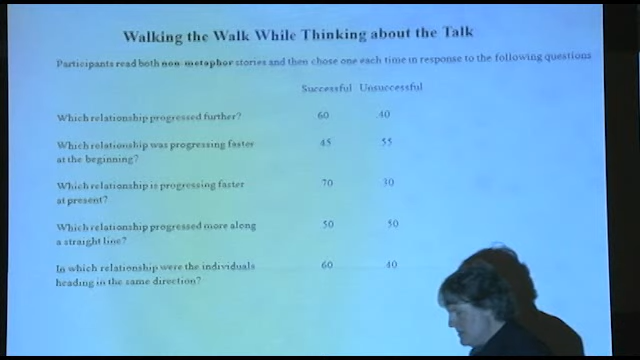 Walking the Walk While Thinking about the Talk
Participants read both non-metaphor stories and then chose one each time in response to the following questions
Successful Unsuccessful
Which relationship progressed further? 60 40
Which relationship was progressing faster 45 55
at the beginning?
Which relationship is progressing faster 70 30
at present?
Which relationship progressed more along 50 50
a straight line?
In which relationship were the individuals 60 40
heading in the same direction?